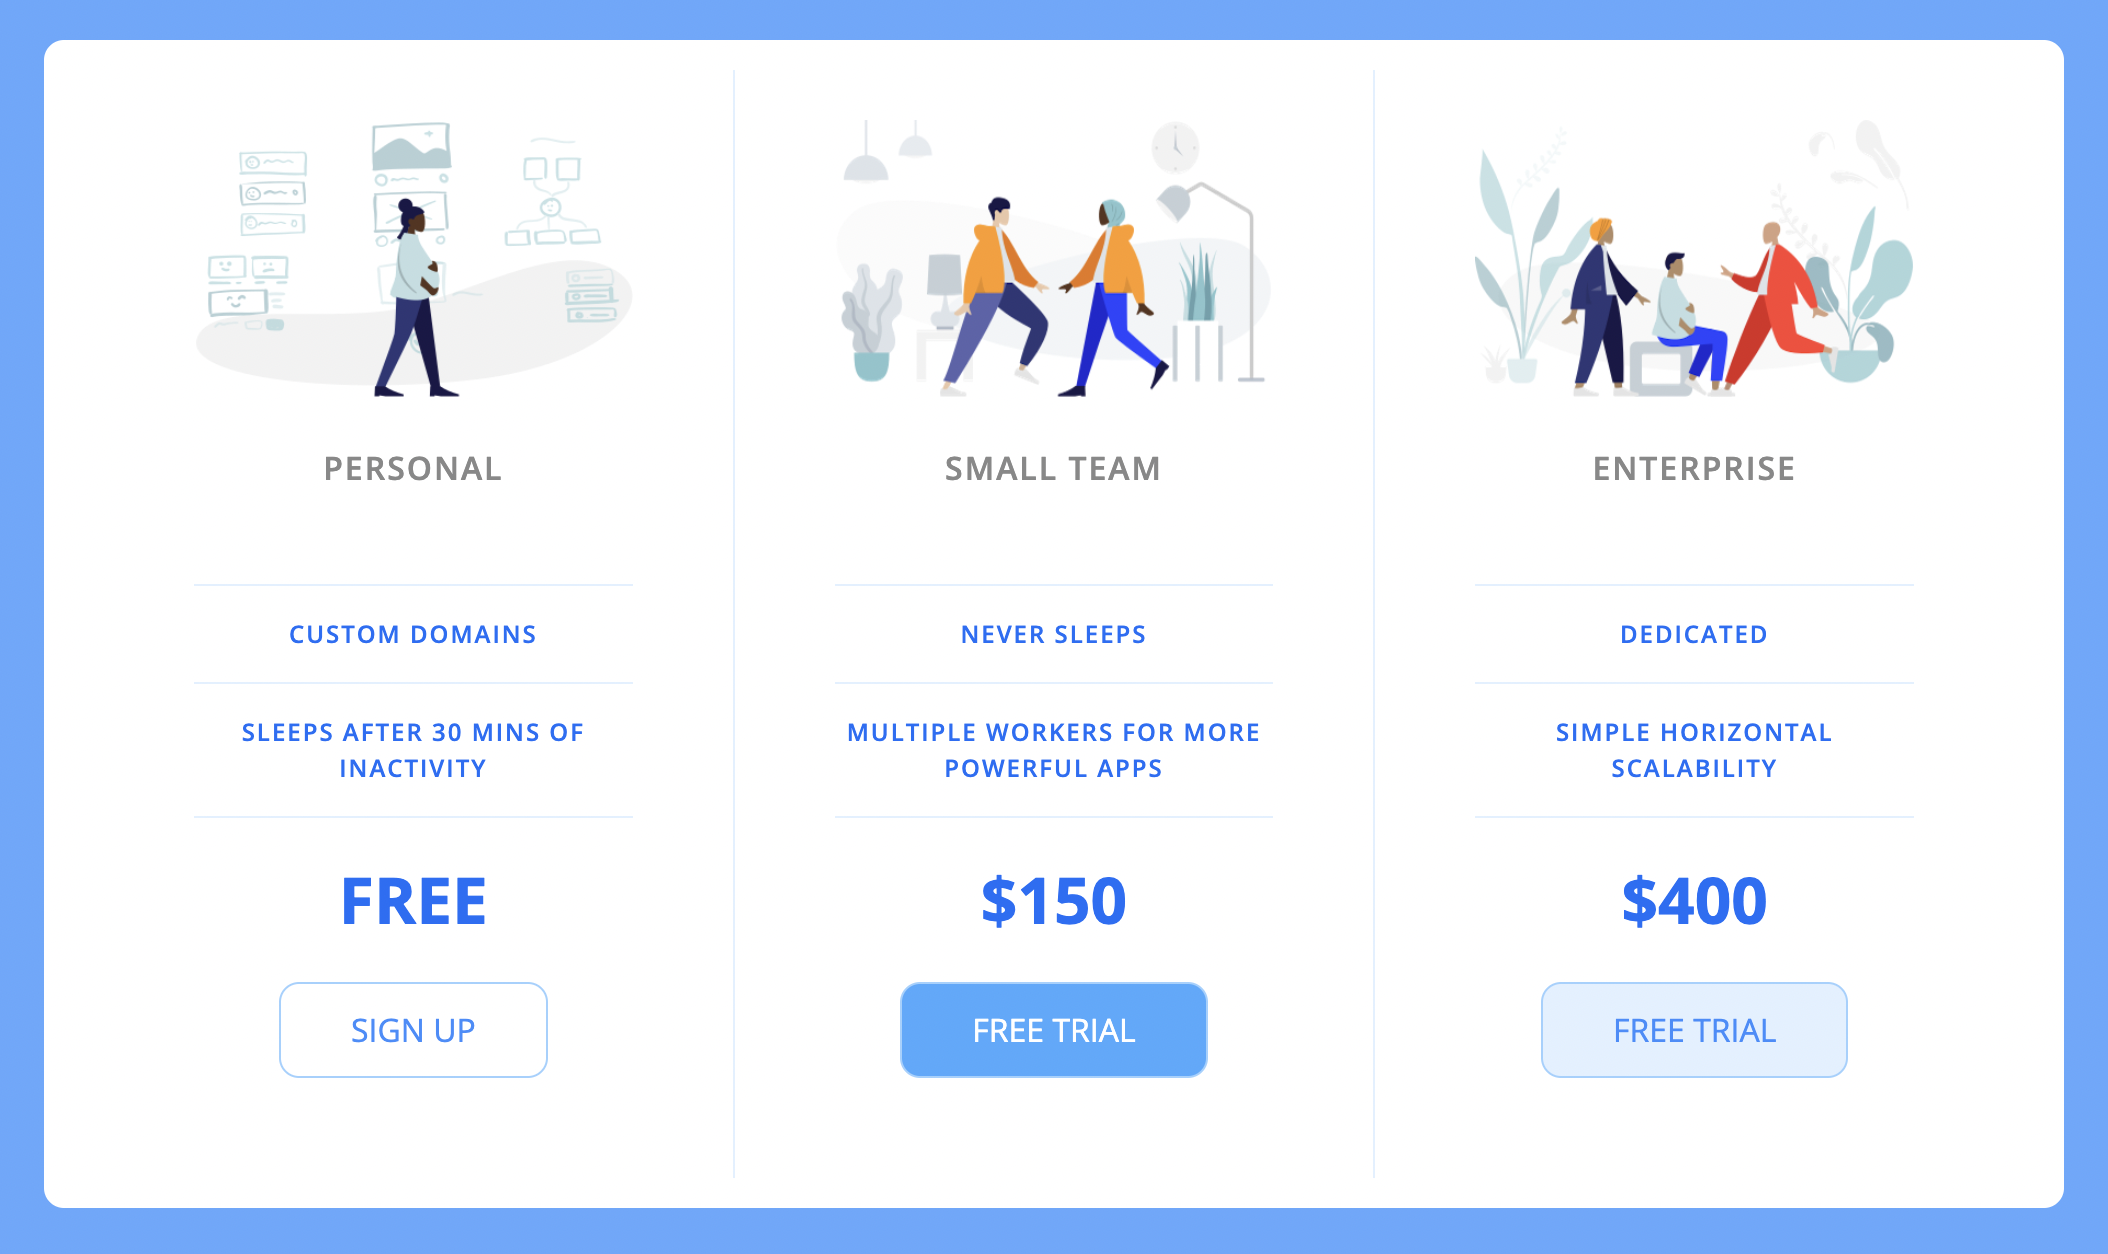 PERSONAL
CUSTOM DOMAINS
SLEEPS AFTER 30 MINS OF
INACTIVITY
FREE
SIGN UP
SMALL TEAM
NEVER SLEEPS
MULTIPLE WORKERS FOR MORE
POWERFUL APPS
$150
FREE TRIAL
ENTERPRISE
DEDICATED
SIMPLE HORIZONTAL
SCALABILITY
$400
FREE TRIAL